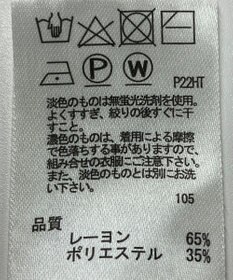 P P22HT
W
淡色のものは無蛍光洗剤を使用。
よくすすぎ、絞りの後すぐに干
すこと。
濃色のものは、着用による摩擦
で色落ちする事がありますので、
組み合せの衣服にご注意下さい。
また、淡色のものとは別にお洗
い下さい。
105
品質
レーヨン 65%
ポリエステル 35%